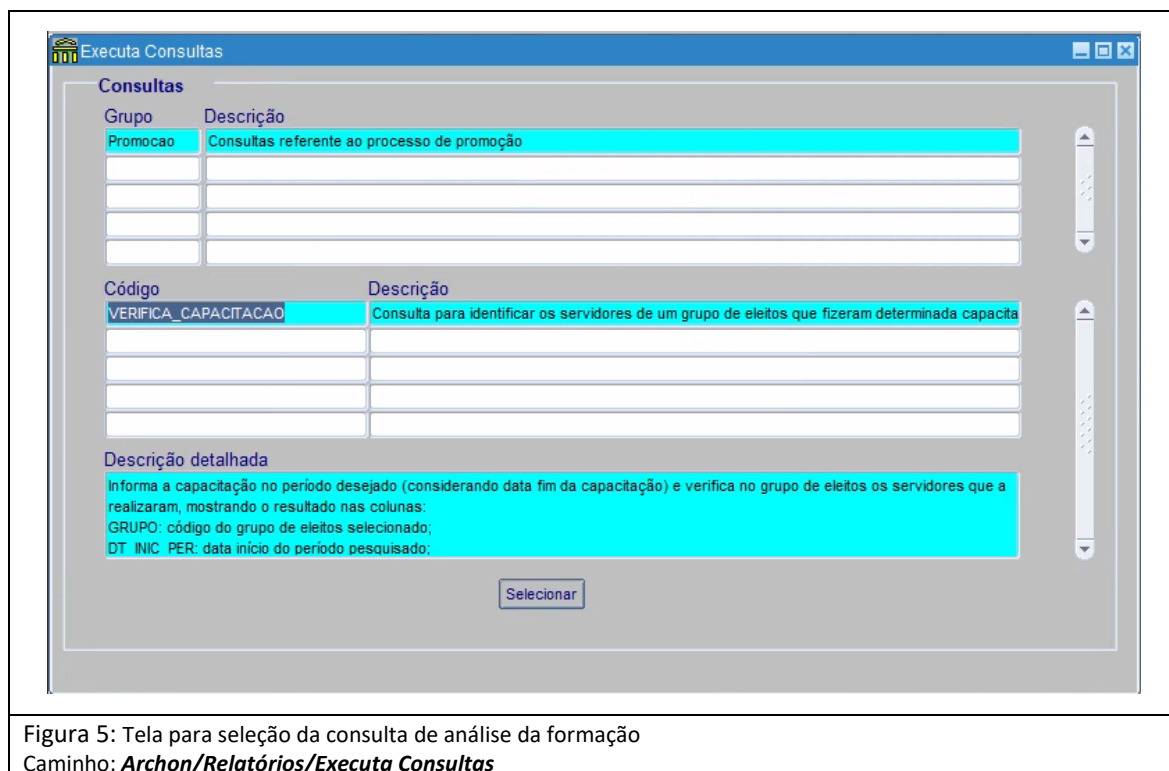 Executa Consultas
Consultas
Grupo Descrição
Promocao Consultas referente ao processo de promoção
Código Descrição
VERIFICA_CAPACITACAO Consulta para identificar os servidores de um grupo de eleitos que fizeram determinada capacita
Descrição detalhada
Informa a capacitação no período desejado (considerando data fim da capacitação) e verifica no grupo de eleitos os servidores que a
realizaram, mostrando o resultado nas colunas:
GRUPO: código do grupo de eleitos selecionado;
DT_INIC_PER: data início do período pesquisado;
Selecionar
Figura 5: Tela para seleção da consulta de análise da formação
Caminho: Archon/Relatórios/Executa Consultas